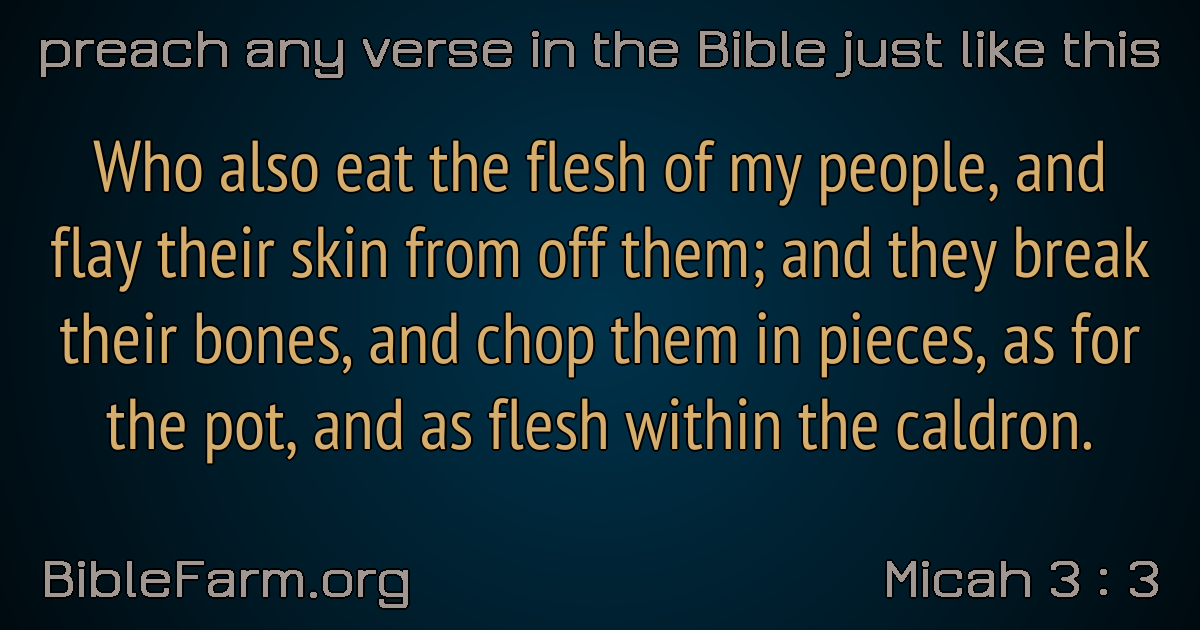 preach any verse in the Bible just like this
Who also eat the flesh of my people, and
flay their skin from off them; and they break
their bones, and chop them in pieces, as for
the pot, and as flesh within the caldron.
BibleFarm.org
Micah 3 : 3